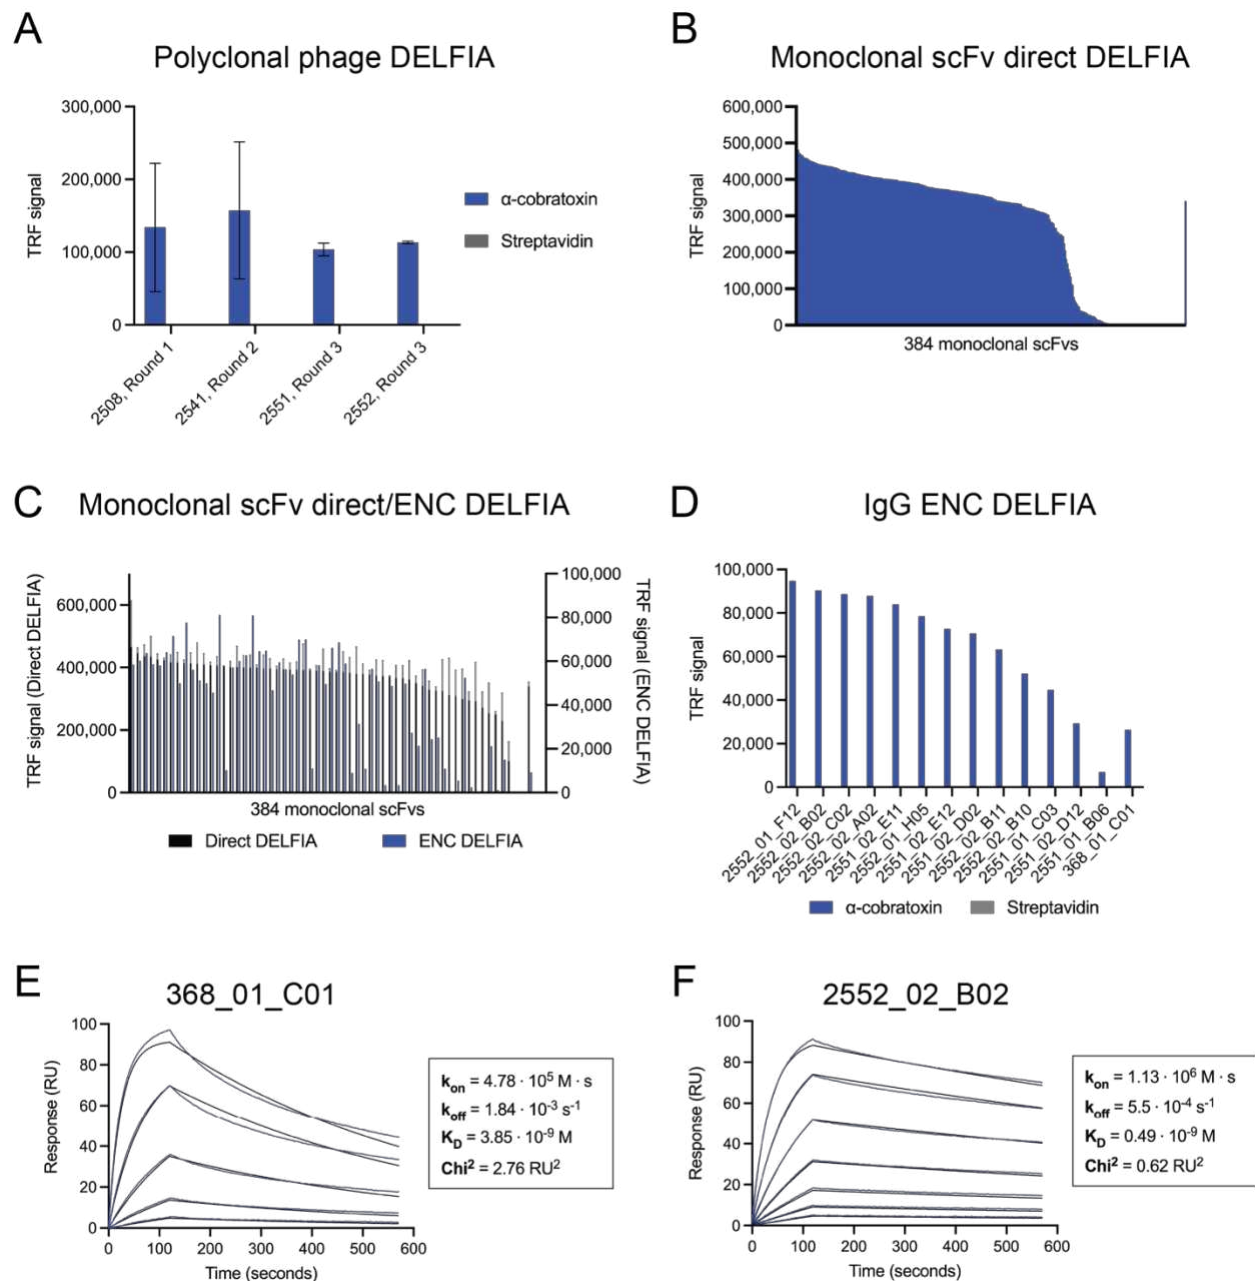 A
Polyclonal phage DELFIA
TRF signal
300,000
200,000
100,000
0
2508, Round 1
2541, Round 2
2551, Round 3
2552, Round 3
α-cobratoxin
Streptavidin
B
Monoclonal scFv direct DELFIA
TRF signal
600,000
500,000
400,000
300,000
200,000
100,000
0
384 monoclonal scFvs
C
Monoclonal scFv direct/ENC DELFIA
TRF signal (Direct DELFIA)
600,000
400,000
200,000
0
100,000
80,000
60,000
40,000
20,000
0
TRF signal (ENC DELFIA)
384 monoclonal scFvs
Direct DELFIA
ENC DELFIA
D
IgG ENC DELFIA
TRF signal
100,000
80,000
60,000
40,000
20,000
0
2552_01_F12
2552_02_B02
2552_02_C02
2552_02_A02
2551_02_E11
2552_01_H05
2551_02_E12
2551_02_D02
2552_02_B11
2552_02_B10
2551_01_C03
2551_02_D12
2551_01_B06
368_01_C01
α-cobratoxin
Streptavidin
E
368_01_C01
Response (RU)
100
80
60
40
20
0
0 100 200 300 400 500 600
Time (seconds)
kon = 4.78 · 10⁵ M · s
koff = 1.84 · 10⁻³ s⁻¹
KD = 3.85 · 10⁻⁹ M
Chi² = 2.76 RU²
F
2552_02_B02
Response (RU)
100
80
60
40
20
0
0 100 200 300 400 500 600
Time (seconds)
kon = 1.13 · 10⁶ M · s
koff = 5.5 · 10⁻⁴ s⁻¹
KD = 0.49 · 10⁻⁹ M
Chi² = 0.62 RU²